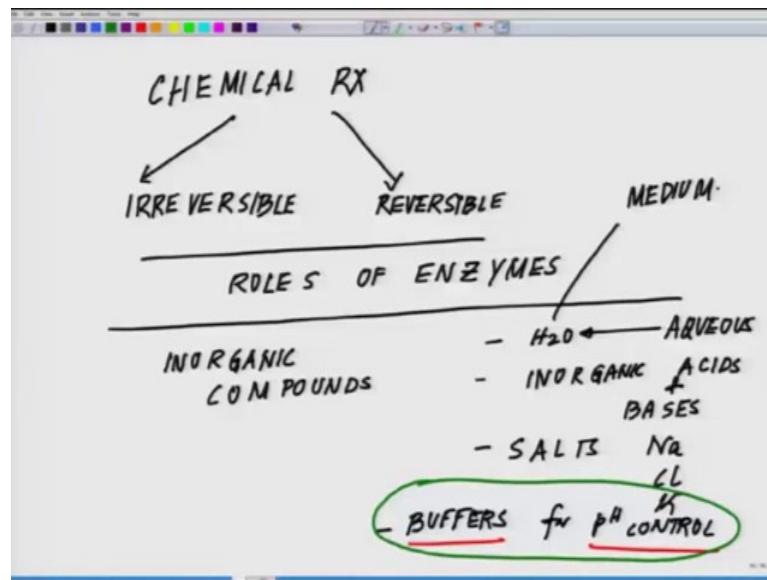 CHEMICAL RX
IRREVERSIBLE REVERSIBLE
MEDIUM.
ROLES OF ENZYMES
INORGANIC
COMPOUNDS
- H2O AQUEOUS
- INORGANIC ACIDS
+
BASES
- SALTS Na
Cl
K
- BUFFERS for pH CONTROL